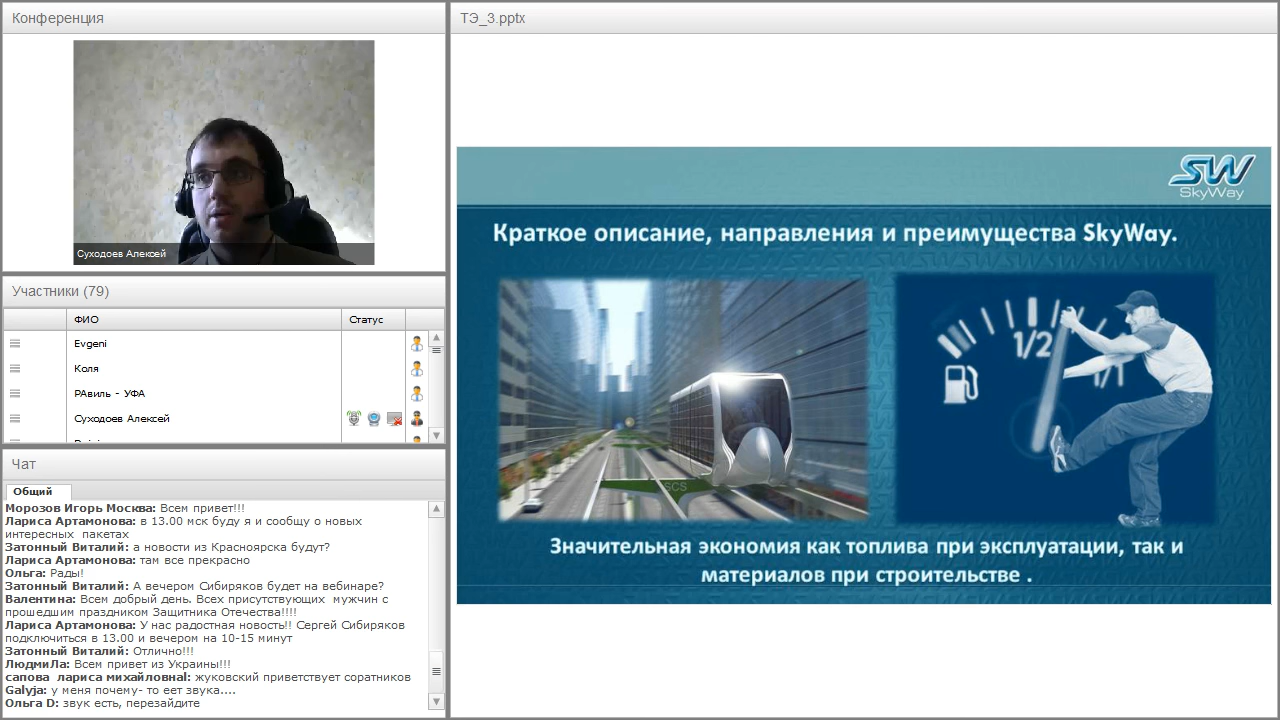 Конференция
Суходоев Алексей
Участники (79)
ФИО
Статус
Evgeni
Коля
РАвиль - УФА
Суходоев Алексей
Чат
Общий
Морозов Игорь Москва: Всем привет!!!
Лариса Артамонова: в 13.00 мск буду я и сообщу о новых
интересных пакетах
Затонный Виталий: а новости из Красноярска будут?
Лариса Артамонова: там все прекрасно
Ольга: Рады!
Затонный Виталий: А вечером Сибиряков будет на вебинаре?
Валентина: Всем добрый день. Всех присутствующих мужчин с
прошедшим праздником Защитника Отечества!!!!
Лариса Артамонова: У нас радостная новость!! Сергей Сибиряков
подключиться в 13.00 и вечером на 10-15 минут
Затонный Виталий: Отлично!!!
ЛюдмиЛа: Всем привет из Украины!!!
сапова лариса михайловнаl: жуковский приветствует соратников
Galyja: у меня почему- то еет звука....
Ольга D: звук есть, перезайдите
ТЭ_3.pptx
SW
SkyWay
Краткое описание, направления и преимущества SkyWay.
SCS
1/2
1/1
Значительная экономия как топлива при эксплуатации, так и
материалов при строительстве .